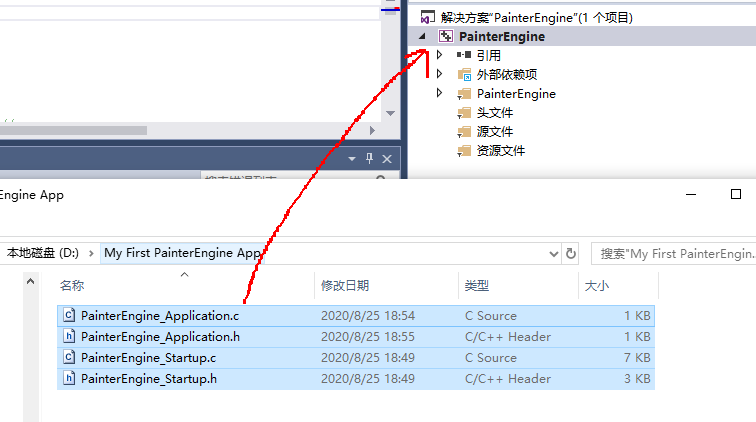 解决方案"PainterEngine"(1 个项目)
PainterEngine
引用
外部依赖项
PainterEngine
头文件
源文件
资源文件
Engine App
本地磁盘 (D:) › My First PainterEngine App
搜索"My First PainterEngin...
名称 修改日期 类型 大小
PainterEngine_Application.c 2020/8/25 18:54 C Source 1 KB
PainterEngine_Application.h 2020/8/25 18:55 C/C++ Header 1 KB
PainterEngine_Startup.c 2020/8/25 18:49 C Source 7 KB
PainterEngine_Startup.h 2020/8/25 18:49 C/C++ Header 3 KB